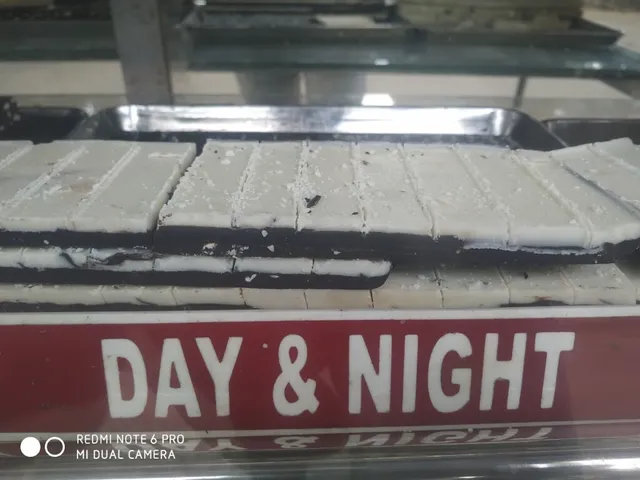 DAY & NIGHT
REDMI NOTE 6 PRO
MI DUAL CAMERA